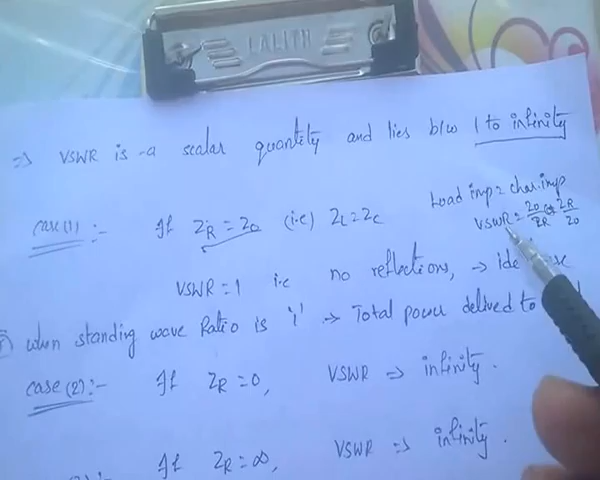 LALITH
=> VSWR is a scalar quantity and lies b/w 1 to infinity
Case(1) :- If ZR = Z0 (i.e) ZL = ZC
Load imp = char.imp
VSWR = Z0/ZR or ZR/Z0
VSWR = 1 i.e no reflections, → ide
when standing wave Ratio is '1' → Total power delived to
Case (2) :- If ZR = 0, VSWR => infinity.
If ZR = ∞, VSWR => infinity.